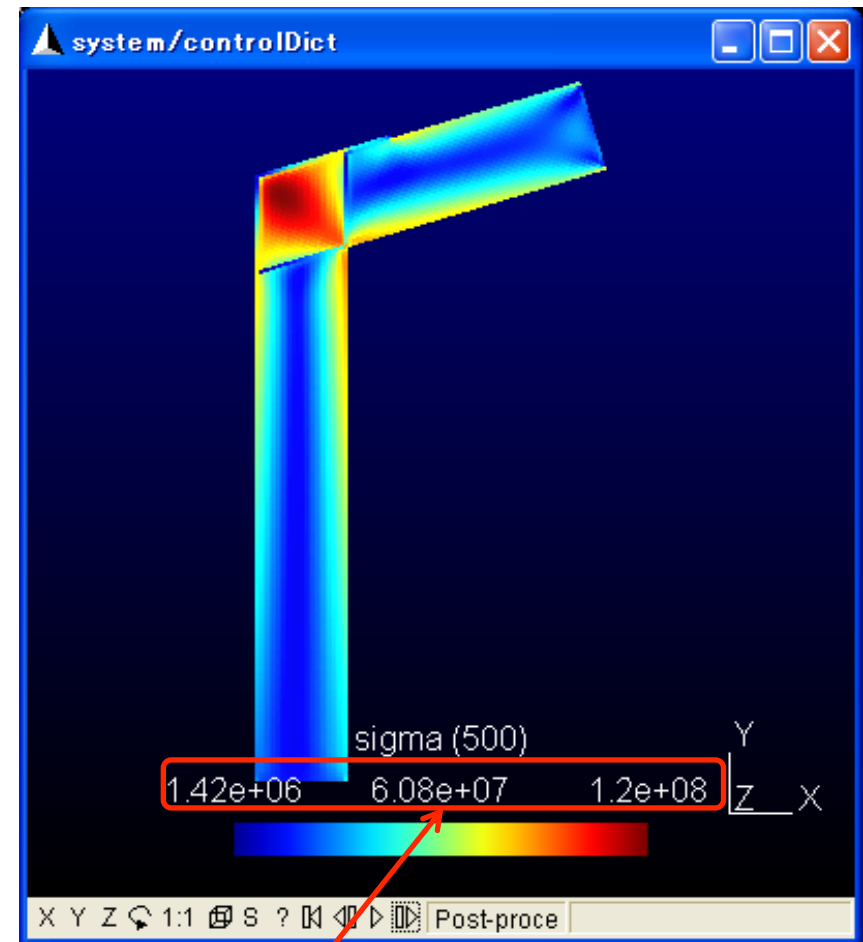 system/controlDict
sigma (500)
1.42e+06 6.08e+07 1.2e+08
Y
Z X
X Y Z 1:1 S ? Post-proce